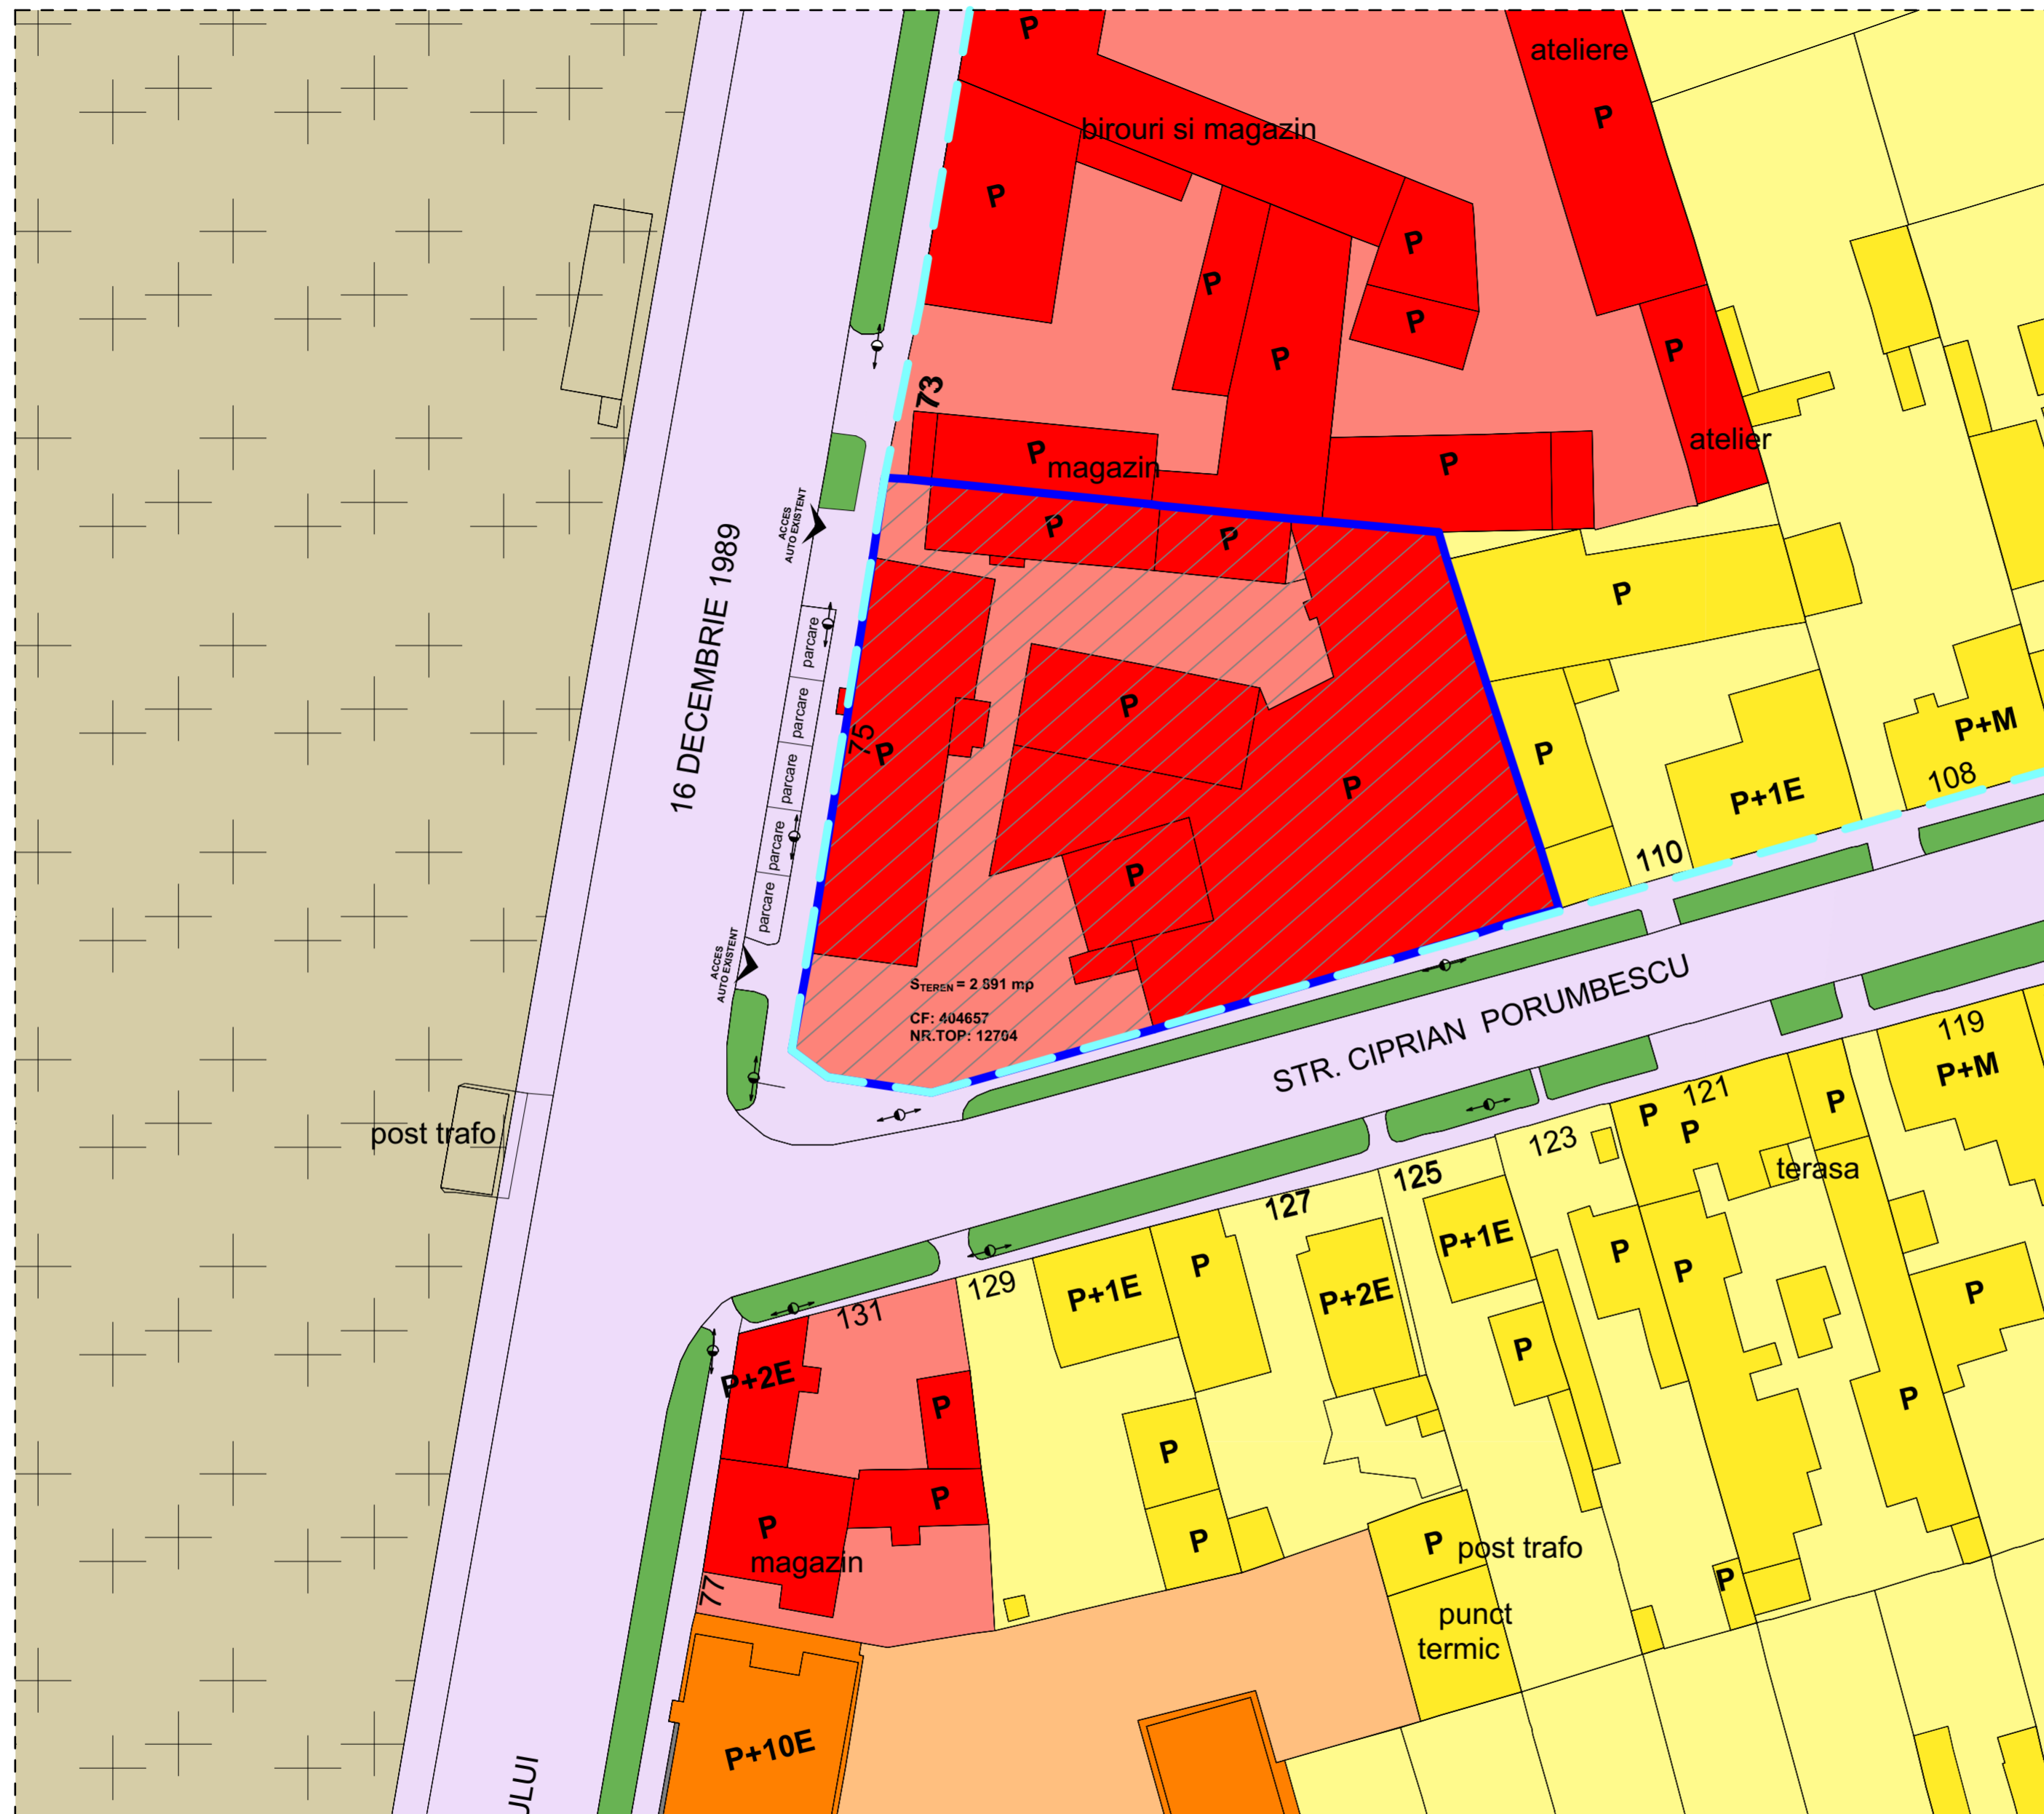 P
ateliere
P
birouri si magazin
P
P
P
P
P
P
73
P
magazin
P
atelier
P
P
ACCES
AUTO EXISTENT
16 DECEMBRIE 1989
P
parcare
parcare
parcare
parcare
parcare
75
P
P
P
P
P
P+1E
P+M
108
110
ACCES
AUTO EXISTENT
STEREN = 2 891 mp
CF: 404657
NR.TOP: 12704
STR. CIPRIAN PORUMBESCU
post trafo
119
P+M
121
P
P
P
123
terasa
125
127
P+1E
P
P
P
129
P+1E
P
P+2E
131
P
P+2E
P
P
P
P
P
magazin
P
P
post trafo
P
77
punct
termic
P+10E
ULUI